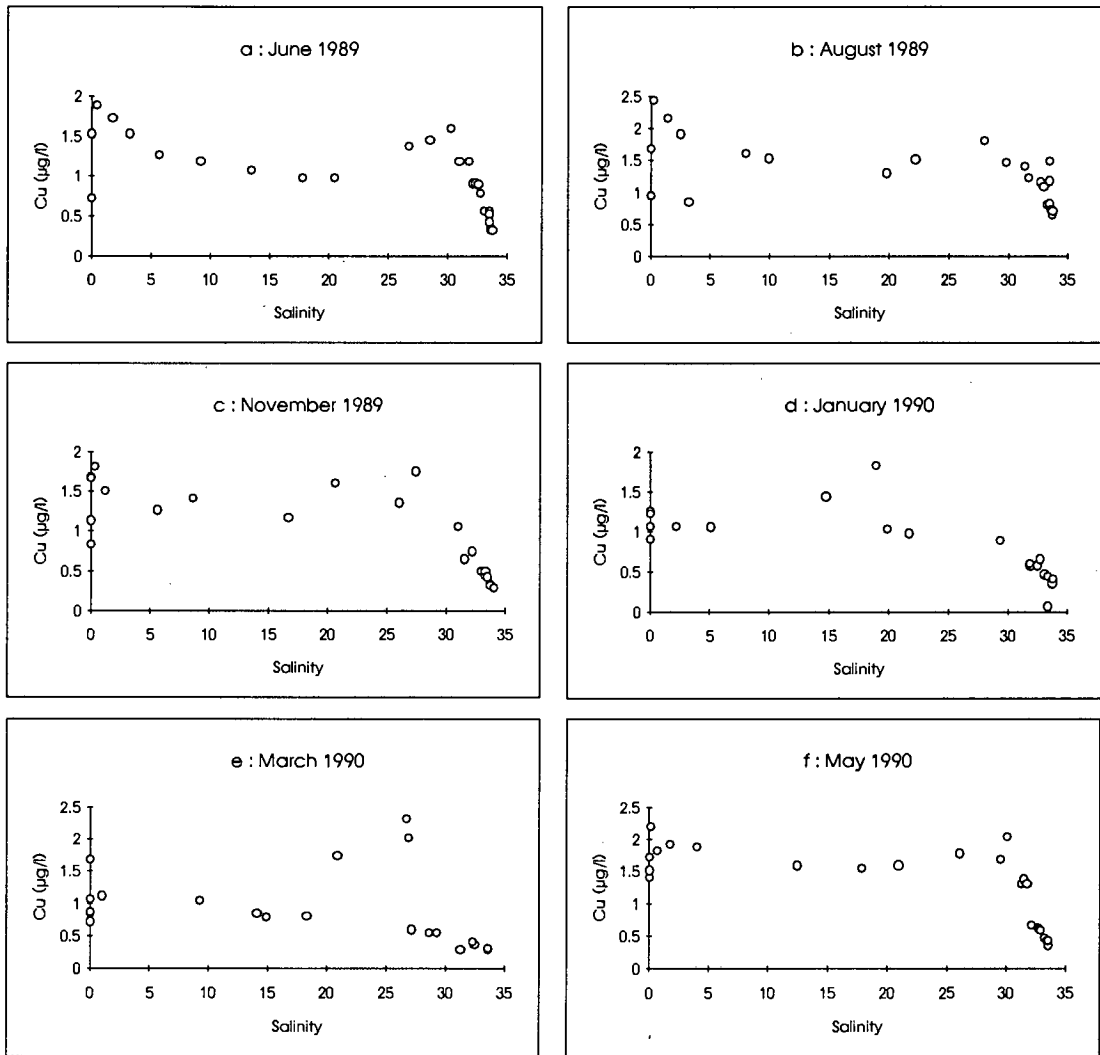 a : June 1989
2
1.5
1
0.5
0
Cu (µg/l)
0 5 10 15 20 25 30 35
Salinity
b : August 1989
2.5
2
1.5
1
0.5
0
Cu (µg/l)
0 5 10 15 20 25 30 35
Salinity
c : November 1989
2
1.5
1
0.5
0
Cu (µg/l)
0 5 10 15 20 25 30 35
Salinity
d : January 1990
2
1.5
1
0.5
0
Cu (µg/l)
0 5 10 15 20 25 30 35
Salinity
e : March 1990
2.5
2
1.5
1
0.5
0
Cu (µg/l)
0 5 10 15 20 25 30 35
Salinity
f : May 1990
2.5
2
1.5
1
0.5
0
Cu (µg/l)
0 5 10 15 20 25 30 35
Salinity